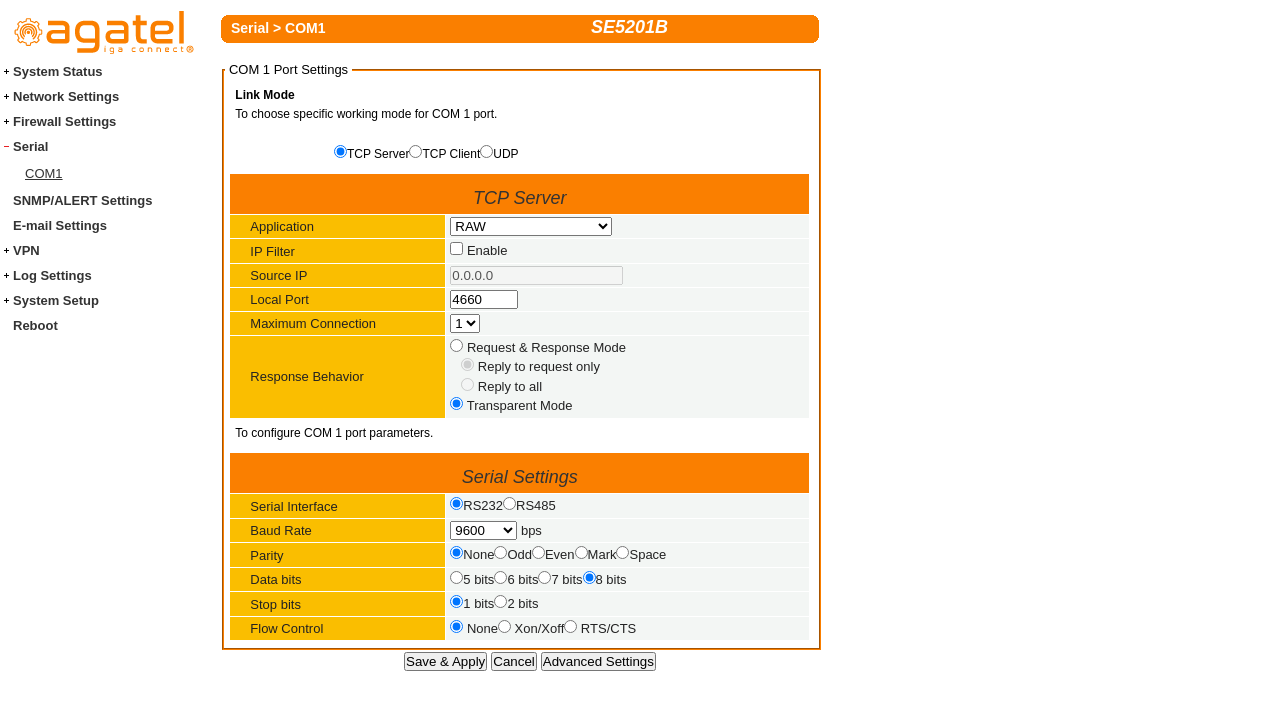 agatel®
iga connect
Serial > COM1
SE5201B
System Status
Network Settings
Firewall Settings
Serial
COM1
SNMP/ALERT Settings
E-mail Settings
VPN
Log Settings
System Setup
Reboot
COM 1 Port Settings
Link Mode
To choose specific working mode for COM 1 port.
TCP Server TCP Client UDP
TCP Server
Application RAW
IP Filter Enable
Source IP 0.0.0.0
Local Port 4660
Maximum Connection 1
Request & Response Mode
Reply to request only
Response Behavior
Reply to all
Transparent Mode
To configure COM 1 port parameters.
Serial Settings
Serial Interface RS232 RS485
Baud Rate 9600 bps
Parity None Odd Even Mark Space
Data bits 5 bits 6 bits 7 bits 8 bits
Stop bits 1 bits 2 bits
Flow Control None Xon/Xoff RTS/CTS
Save & Apply Cancel Advanced Settings